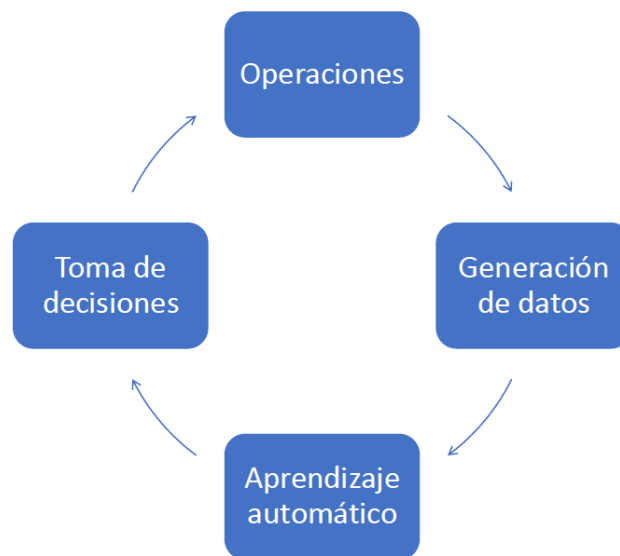 Operaciones
Generación
de datos
Aprendizaje
automático
Toma de
decisiones